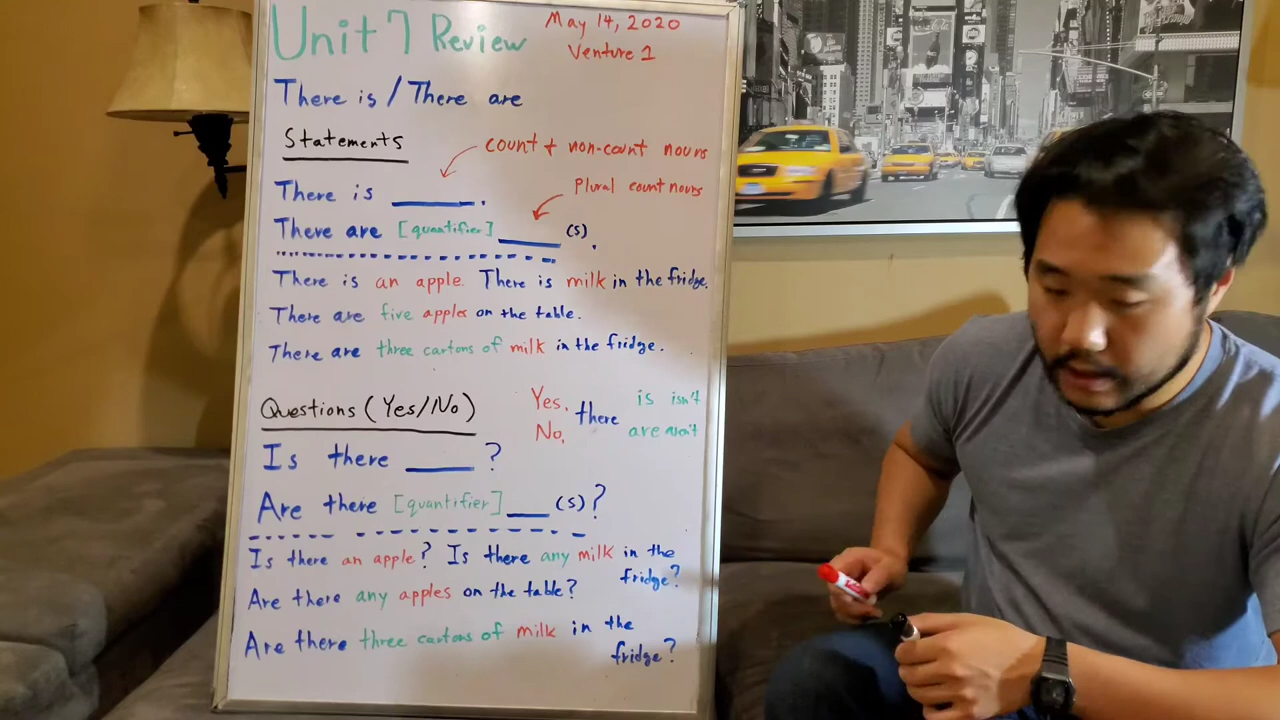 Unit 7 Review
May 14, 2020
Venture 1
There is / There are
Statements
count + non-count nouns
There is ______.
Plural count nouns
There are [quantifier] ____ (s).
There is an apple. There is milk in the fridge.
There are five apples on the table.
There are three cartons of milk in the fridge.
Questions (Yes/No)
Yes, there is isn't
No, are aren't
Is there ____ ?
Are there [quantifier] ___ (s)?
Is there an apple? Is there any milk in the
fridge?
Are there any apples on the table?
Are there three cartons of milk in the
fridge?